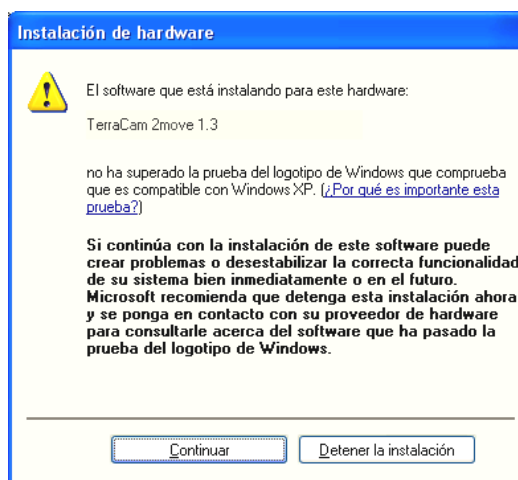 Instalación de hardware
El software que está instalando para este hardware:
TerraCam 2move 1.3
no ha superado la prueba del logotipo de Windows que comprueba
que es compatible con Windows XP. (¿Por qué es importante esta
prueba?)
Si continúa con la instalación de este software puede
crear problemas o desestabilizar la correcta funcionalidad
de su sistema bien inmediatamente o en el futuro.
Microsoft recomienda que detenga esta instalación ahora
y se ponga en contacto con su proveedor de hardware
para consultarle acerca del software que ha pasado la
prueba del logotipo de Windows.
Continuar
Detener la instalación